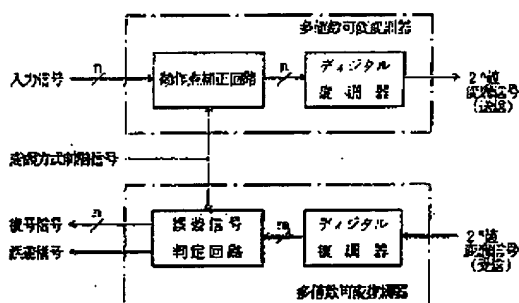 多値数可変変調器
入力信号
n
動作点補正回路
n
ディジタル
変調器
2ⁿ値
変調信号
(送信)
変調方式制御信号
復号信号
n
誤差信号
誤差信号
判定回路
m
ディジタル
復調器
2ⁿ値
変調信号
(受信)
多値数可変復調器